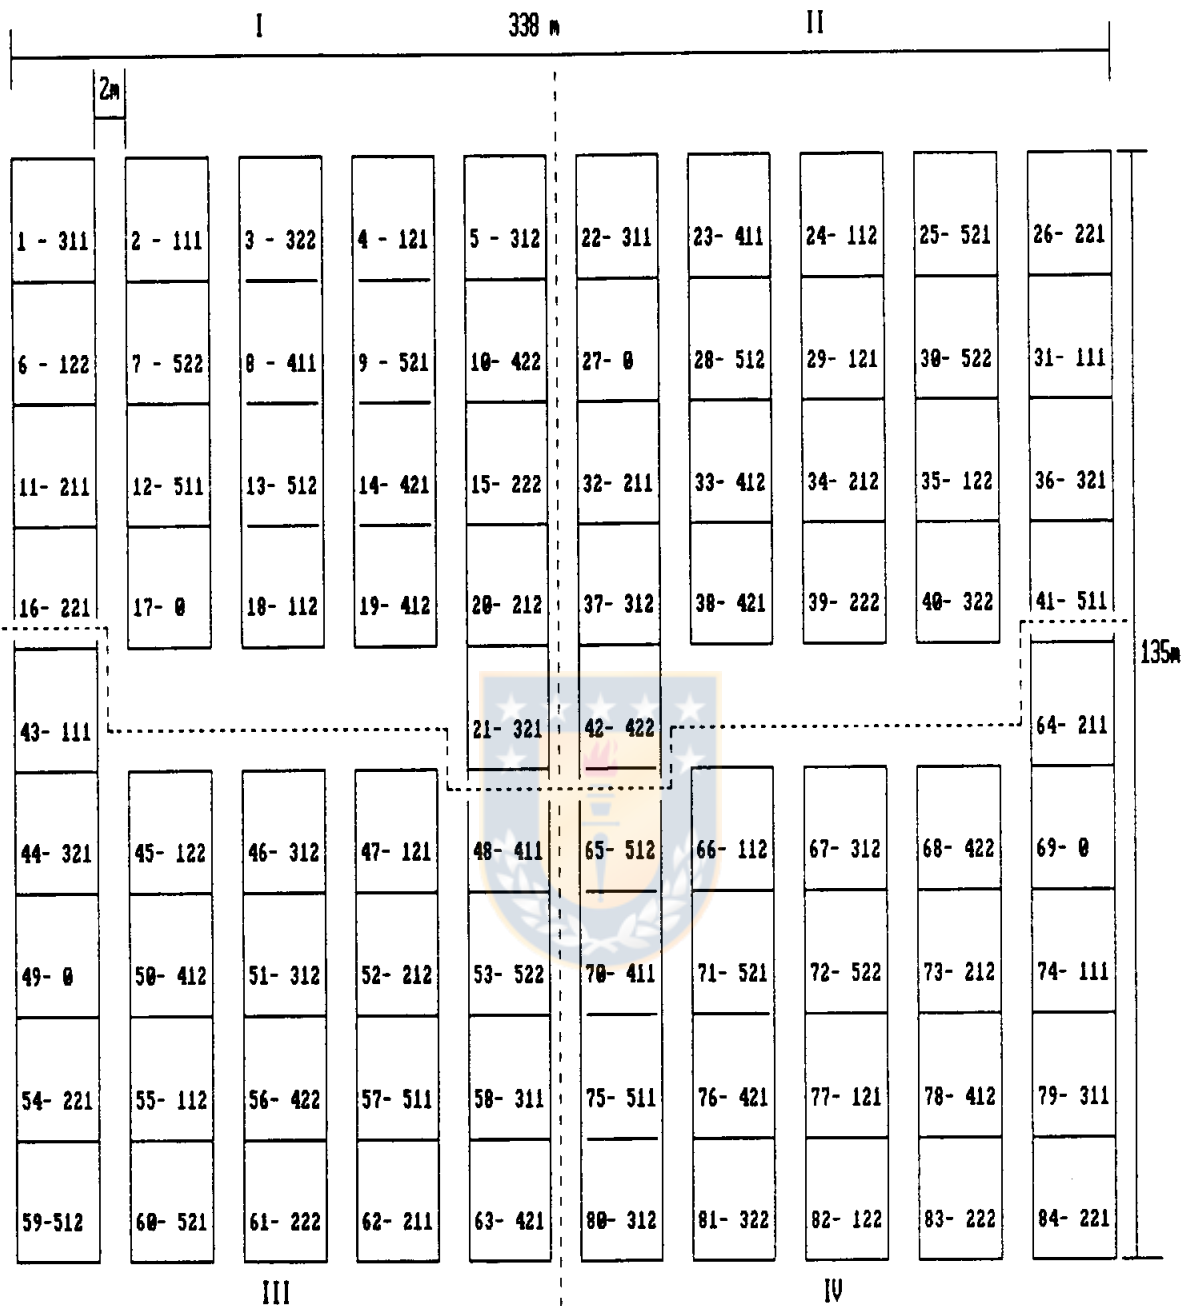 I 338 m II
2m
1 - 311 2 - 111 3 - 322 4 - 121 5 - 312 22- 311 23- 411 24- 112 25- 521 26- 221
6 - 122 7 - 522 8 - 411 9 - 521 10- 422 27- 0 28- 512 29- 121 30- 522 31- 111
11- 211 12- 511 13- 512 14- 421 15- 222 32- 211 33- 412 34- 212 35- 122 36- 321
16- 221 17- 0 18- 112 19- 412 20- 212 37- 312 38- 421 39- 222 40- 322 41- 511
135m
43- 111 21- 321 42- 422 64- 211
44- 321 45- 122 46- 312 47- 121 48- 411 65- 512 66- 112 67- 312 68- 422 69- 0
49- 0 50- 412 51- 312 52- 212 53- 522 70- 411 71- 521 72- 522 73- 212 74- 111
54- 221 55- 112 56- 422 57- 511 58- 311 75- 511 76- 421 77- 121 78- 412 79- 311
59-512 60- 521 61- 222 62- 211 63- 421 80- 312 81- 322 82- 122 83- 222 84- 221
III IV